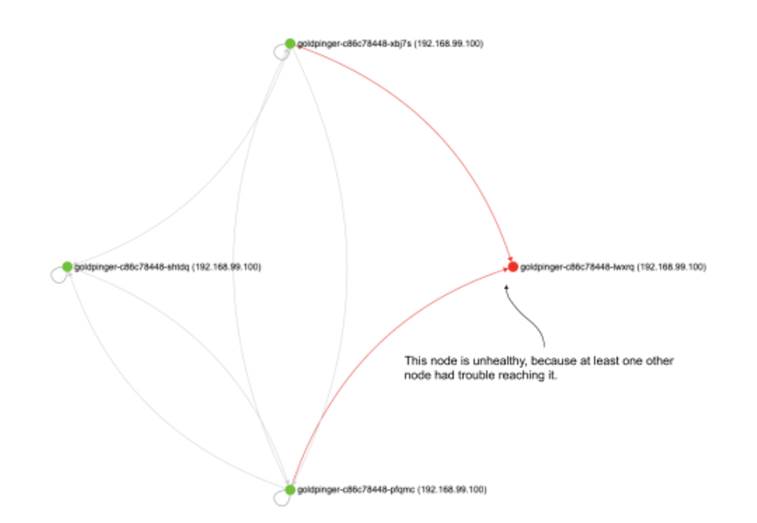 goldpinger-c86c78448-xbj7s (192.168.99.100)
goldpinger-c86c78448-shtdq (192.168.99.100)
goldpinger-c86c78448-lwxrq (192.168.99.100)
This node is unhealthy, because at least one other
node had trouble reaching it.
goldpinger-c86c78448-pfqmc (192.168.99.100)